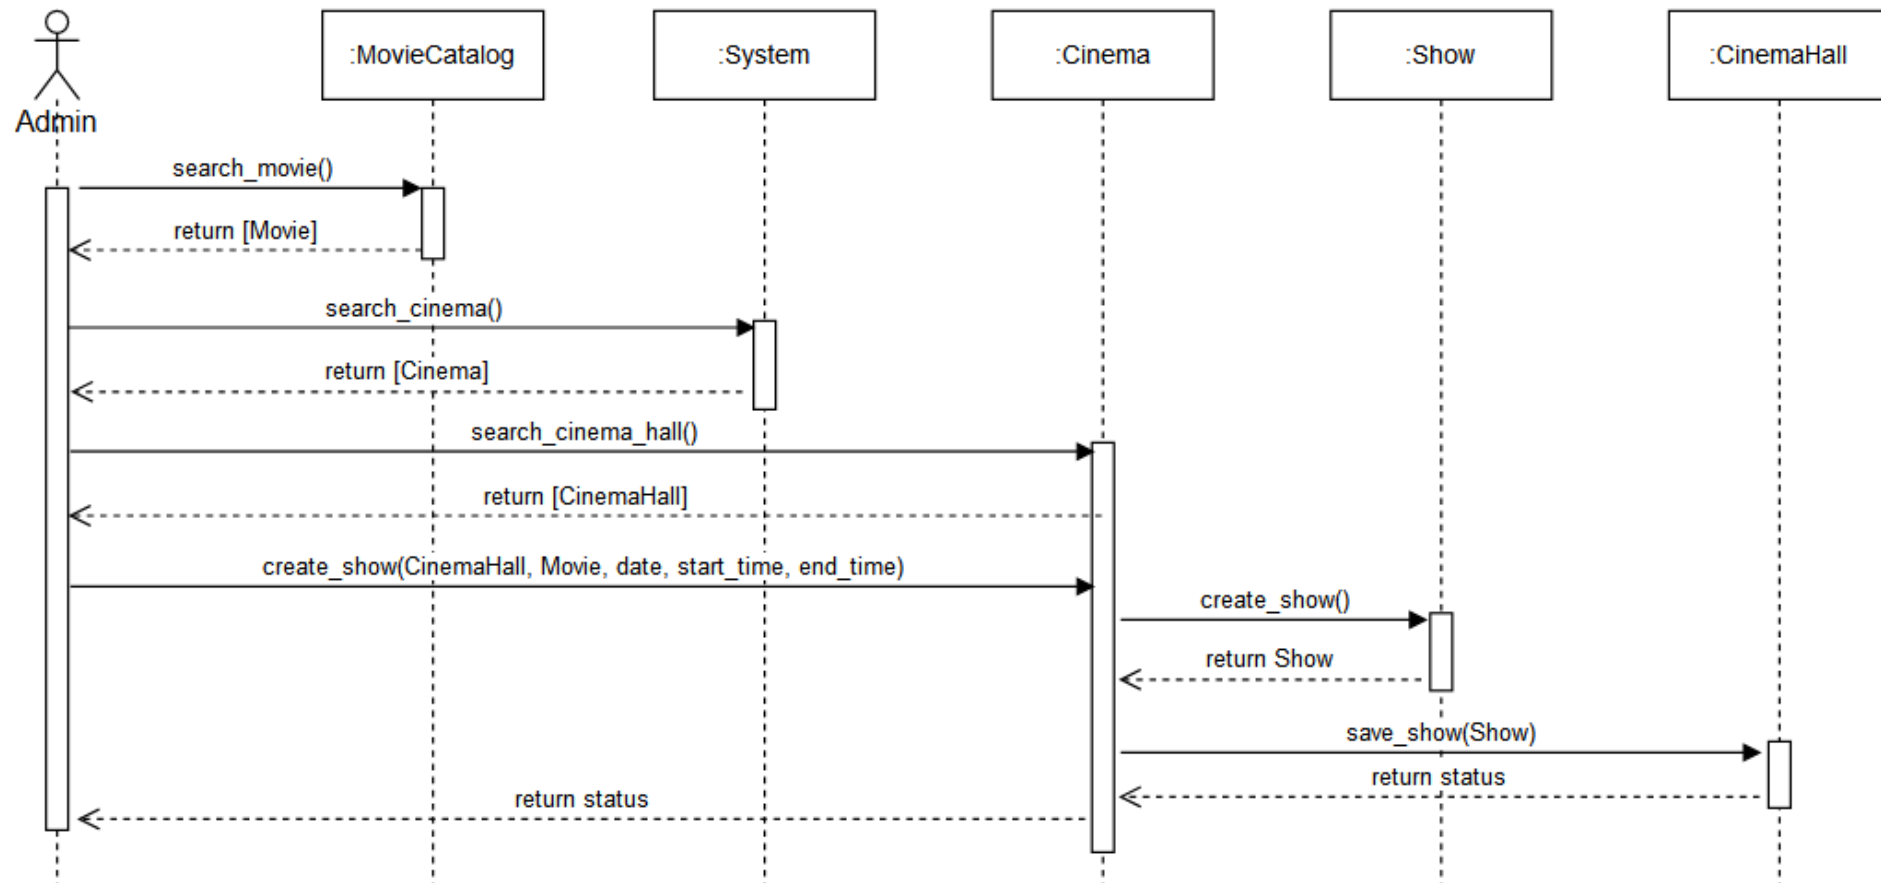 :MovieCatalog
:System
:Cinema
:Show
:CinemaHall
Admin
search_movie()
return [Movie]
search_cinema()
return [Cinema]
search_cinema_hall()
return [CinemaHall]
create_show(CinemaHall, Movie, date, start_time, end_time)
create_show()
return Show
save_show(Show)
return status
return status